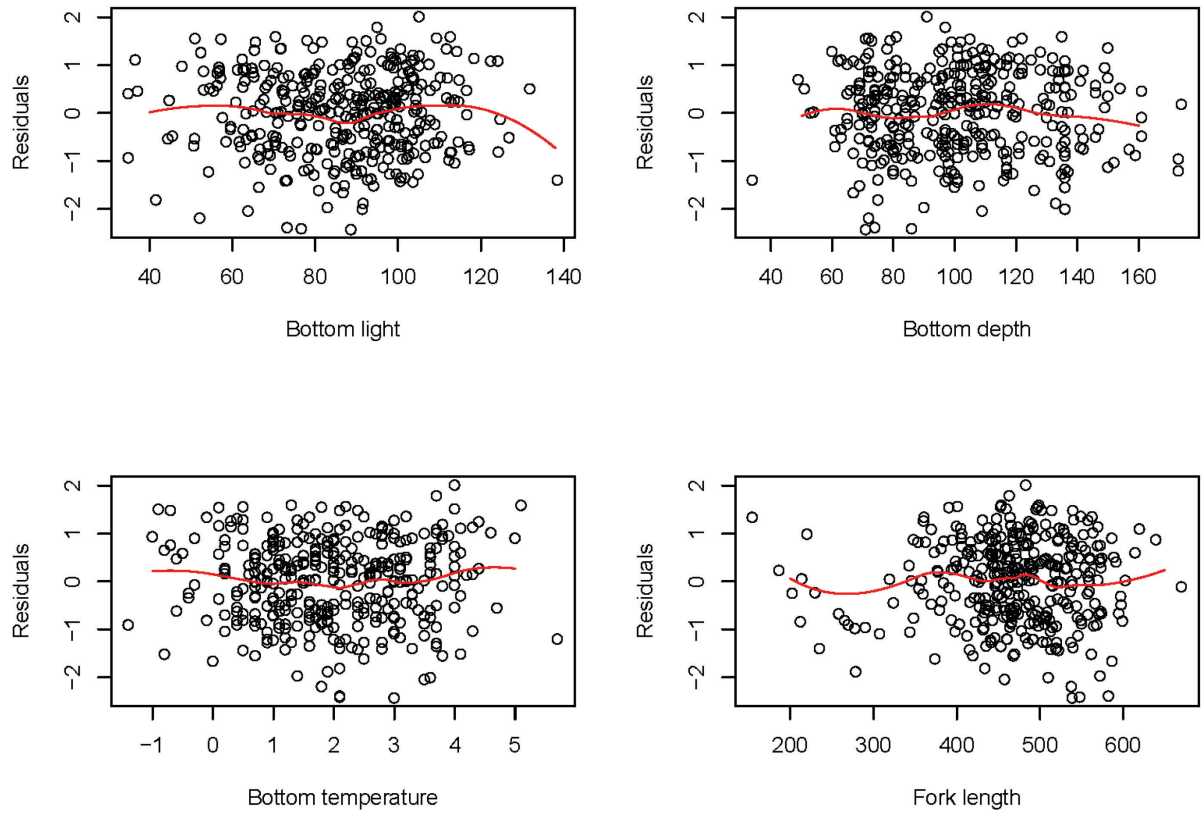 Residuals
2
1
0
−1
−2
40 60 80 100 120 140
Bottom light
Residuals
2
1
0
−1
−2
40 60 80 100 120 140 160
Bottom depth
Residuals
2
1
0
−1
−2
−1 0 1 2 3 4 5
Bottom temperature
Residuals
2
1
0
−1
−2
200 300 400 500 600
Fork length